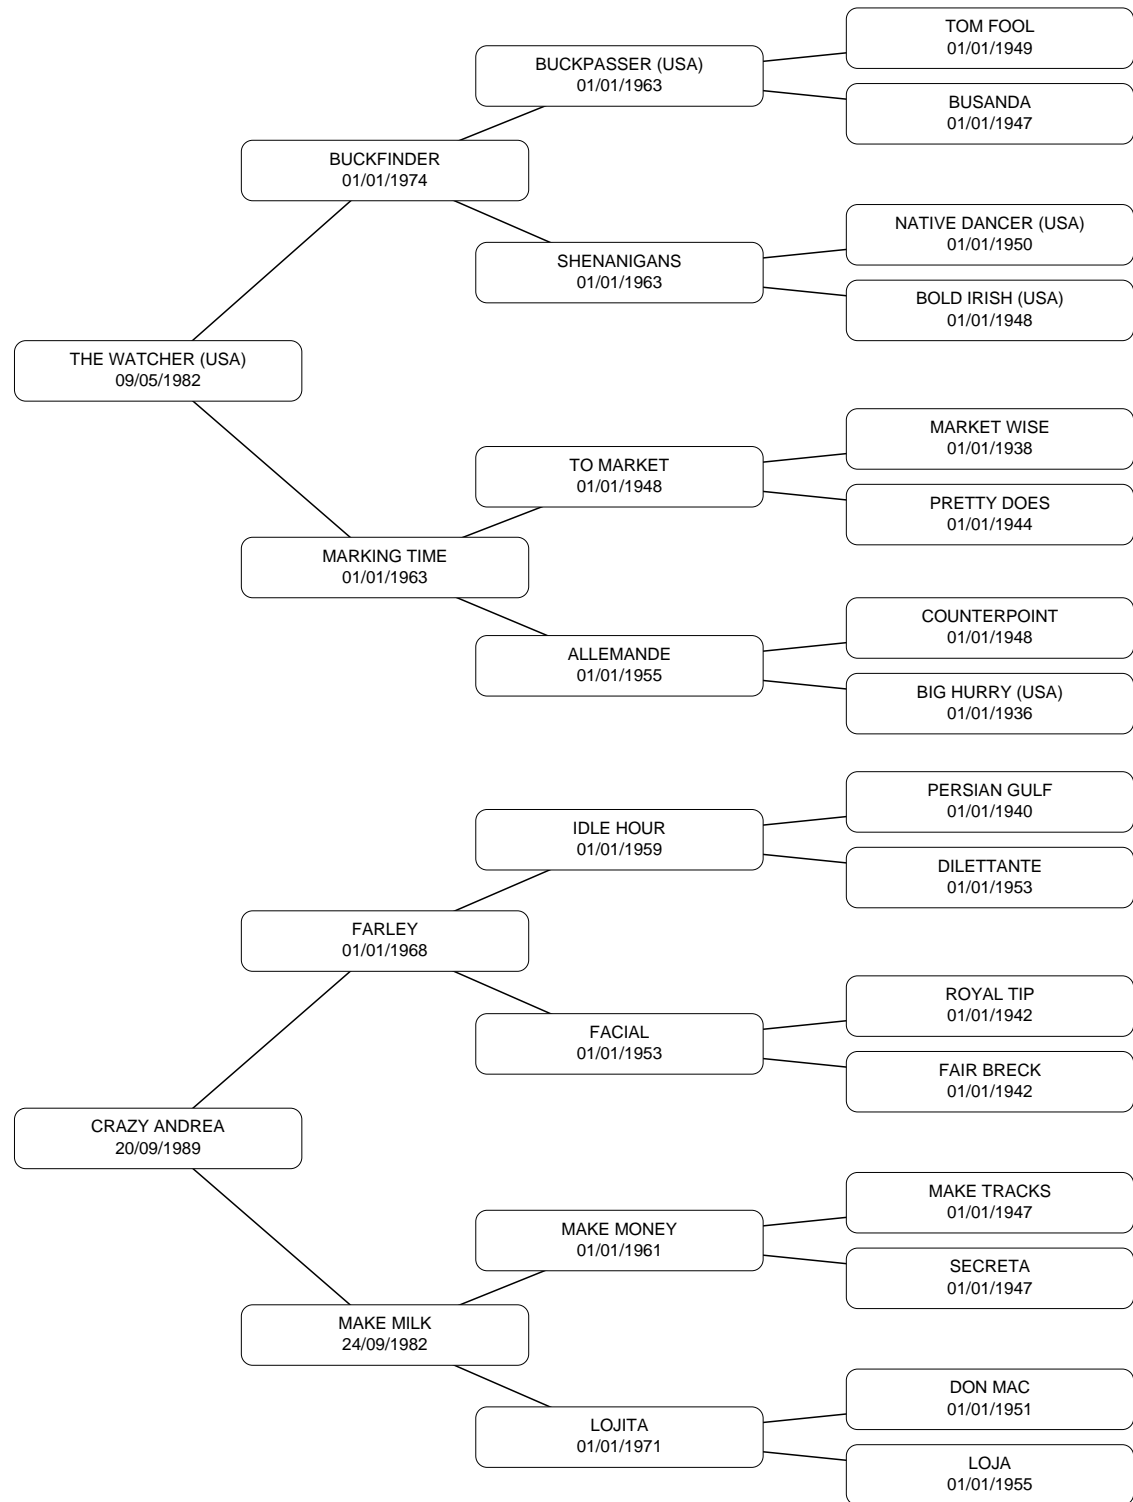 TOM FOOL
01/01/1949
BUCKPASSER (USA)
01/01/1963
BUSANDA
01/01/1947
BUCKFINDER
01/01/1974
NATIVE DANCER (USA)
01/01/1950
SHENANIGANS
01/01/1963
BOLD IRISH (USA)
01/01/1948
THE WATCHER (USA)
09/05/1982
MARKET WISE
01/01/1938
TO MARKET
01/01/1948
PRETTY DOES
01/01/1944
MARKING TIME
01/01/1963
COUNTERPOINT
01/01/1948
ALLEMANDE
01/01/1955
BIG HURRY (USA)
01/01/1936
PERSIAN GULF
01/01/1940
IDLE HOUR
01/01/1959
DILETTANTE
01/01/1953
FARLEY
01/01/1968
ROYAL TIP
01/01/1942
FACIAL
01/01/1953
FAIR BRECK
01/01/1942
CRAZY ANDREA
20/09/1989
MAKE TRACKS
01/01/1947
MAKE MONEY
01/01/1961
SECRETA
01/01/1947
MAKE MILK
24/09/1982
DON MAC
01/01/1951
LOJITA
01/01/1971
LOJA
01/01/1955